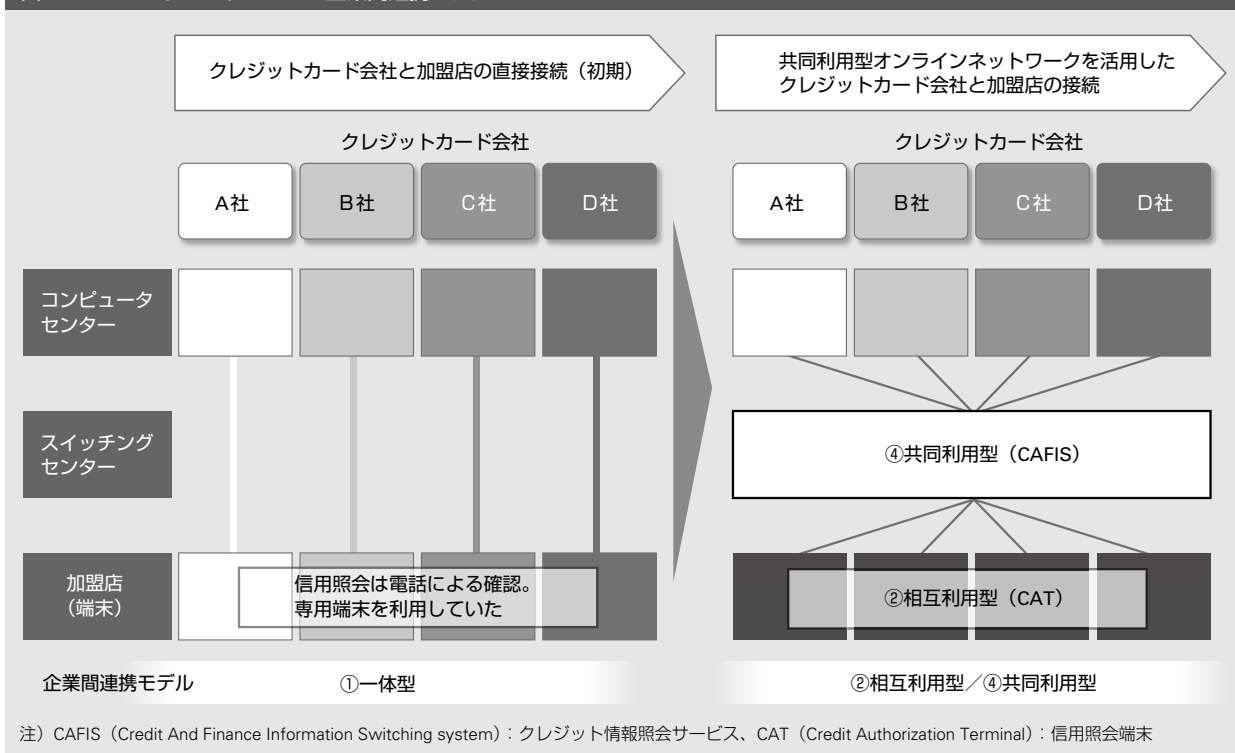 クレジットカード会社と加盟店の直接接続（初期）
共同利用型オンラインネットワークを活用した
クレジットカード会社と加盟店の接続
クレジットカード会社
クレジットカード会社
A社
B社
C社
D社
A社
B社
C社
D社
コンピュータ
センター
スイッチング
センター
④共同利用型（CAFIS）
加盟店
（端末）
信用照会は電話による確認。
専用端末を利用していた
②相互利用型（CAT）
企業間連携モデル
①一体型
②相互利用型／④共同利用型
注）CAFIS（Credit And Finance Information Switching system）：クレジット情報照会サービス、CAT（Credit Authorization Terminal）：信用照会端末